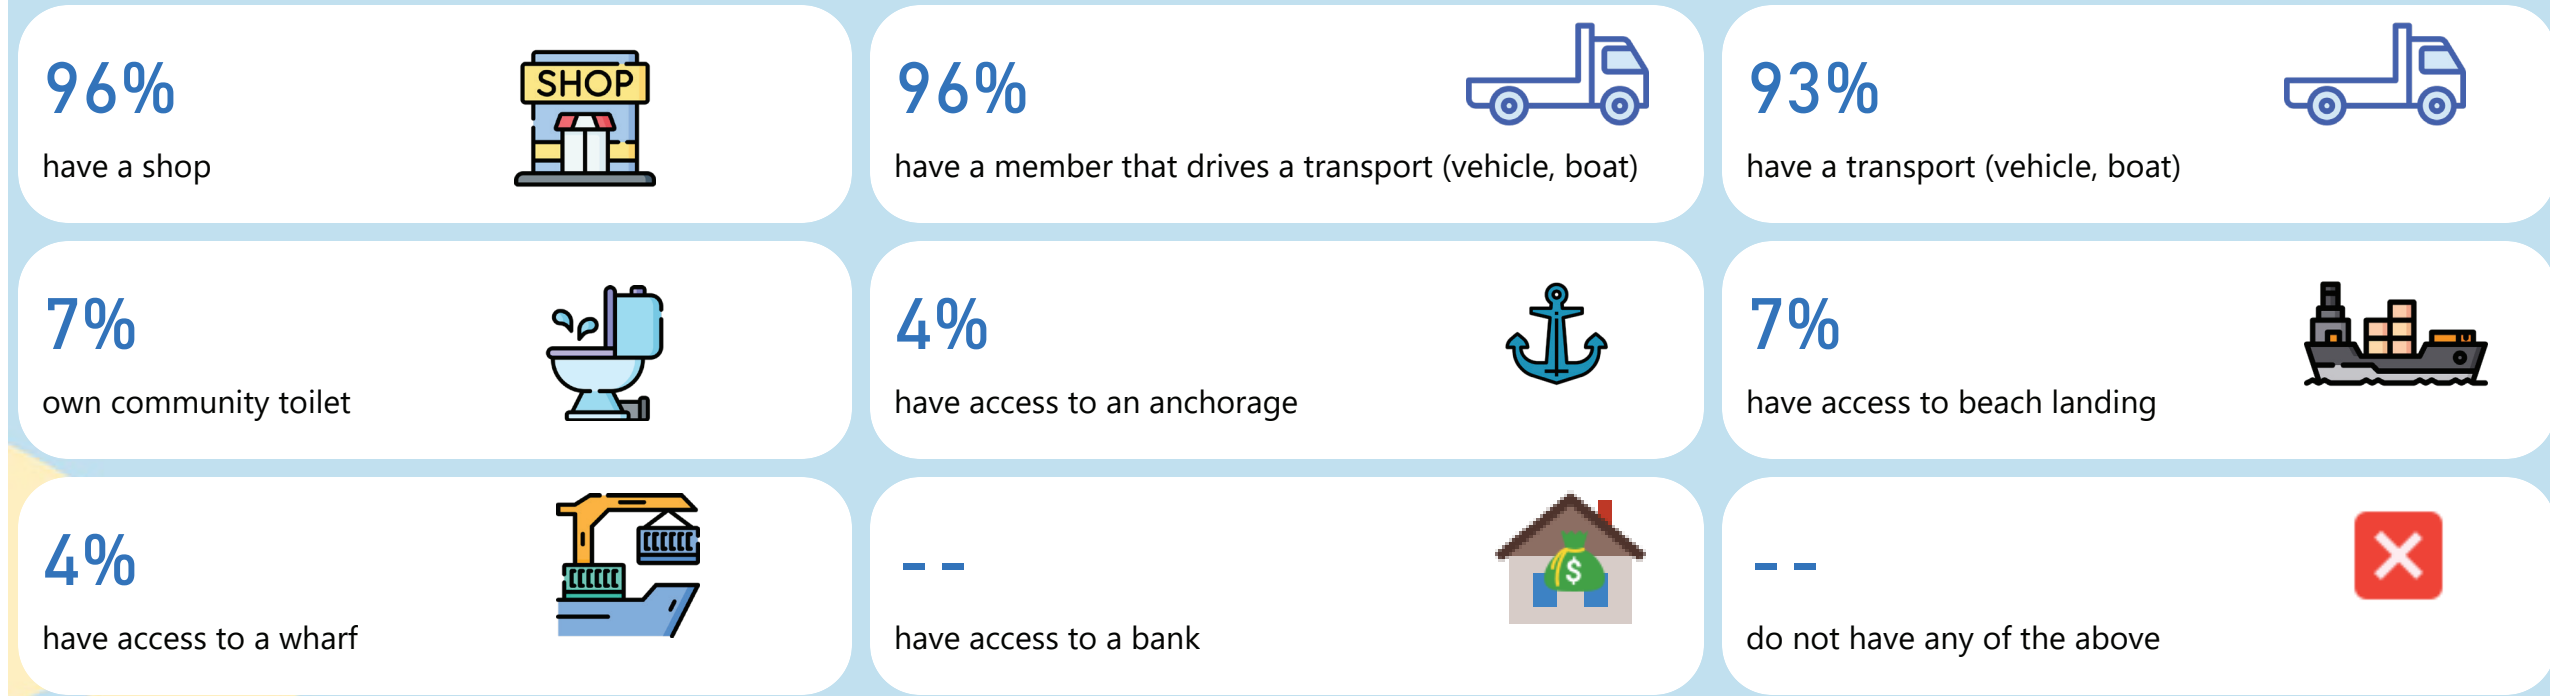 96%
SHOP
have a shop
96%
have a member that drives a transport (vehicle, boat)
93%
have a transport (vehicle, boat)
7%
own community toilet
4%
have access to an anchorage
7%
have access to beach landing
4%
have access to a wharf
--
$
have access to a bank
--
do not have any of the above